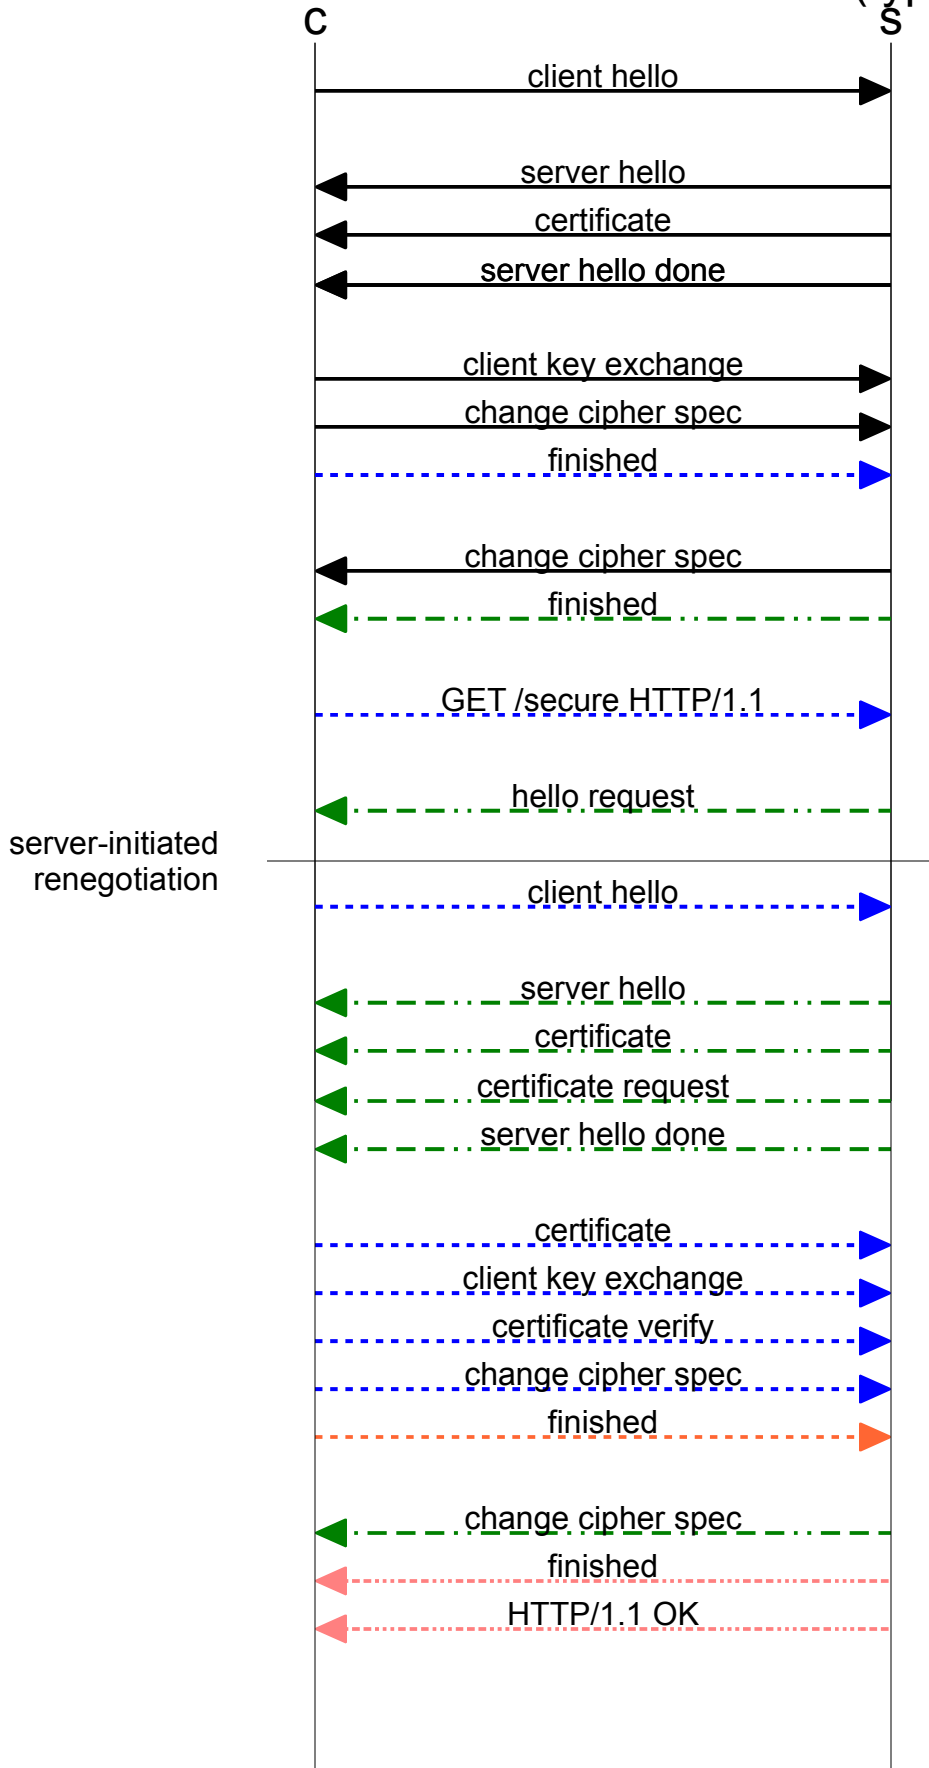 C
S
client hello
server hello
certificate
server hello done
client key exchange
change cipher spec
finished
change cipher spec
finished
GET /secure HTTP/1.1
hello request
server-initiated
renegotiation
client hello
server hello
certificate
certificate request
server hello done
certificate
client key exchange
certificate verify
change cipher spec
finished
change cipher spec
finished
HTTP/1.1 OK